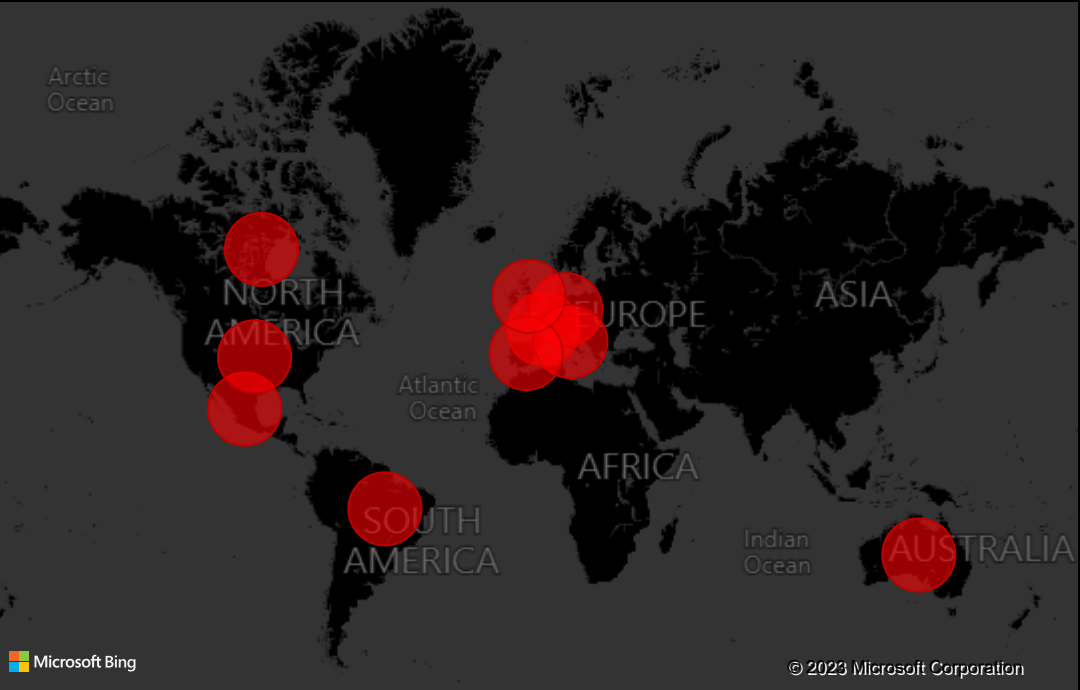 Arctic
Ocean
NORTH
AMERICA
EUROPE
ASIA
Atlantic
Ocean
AFRICA
SOUTH
AMERICA
Indian
Ocean
AUSTRALIA
Microsoft Bing
© 2023 Microsoft Corporation